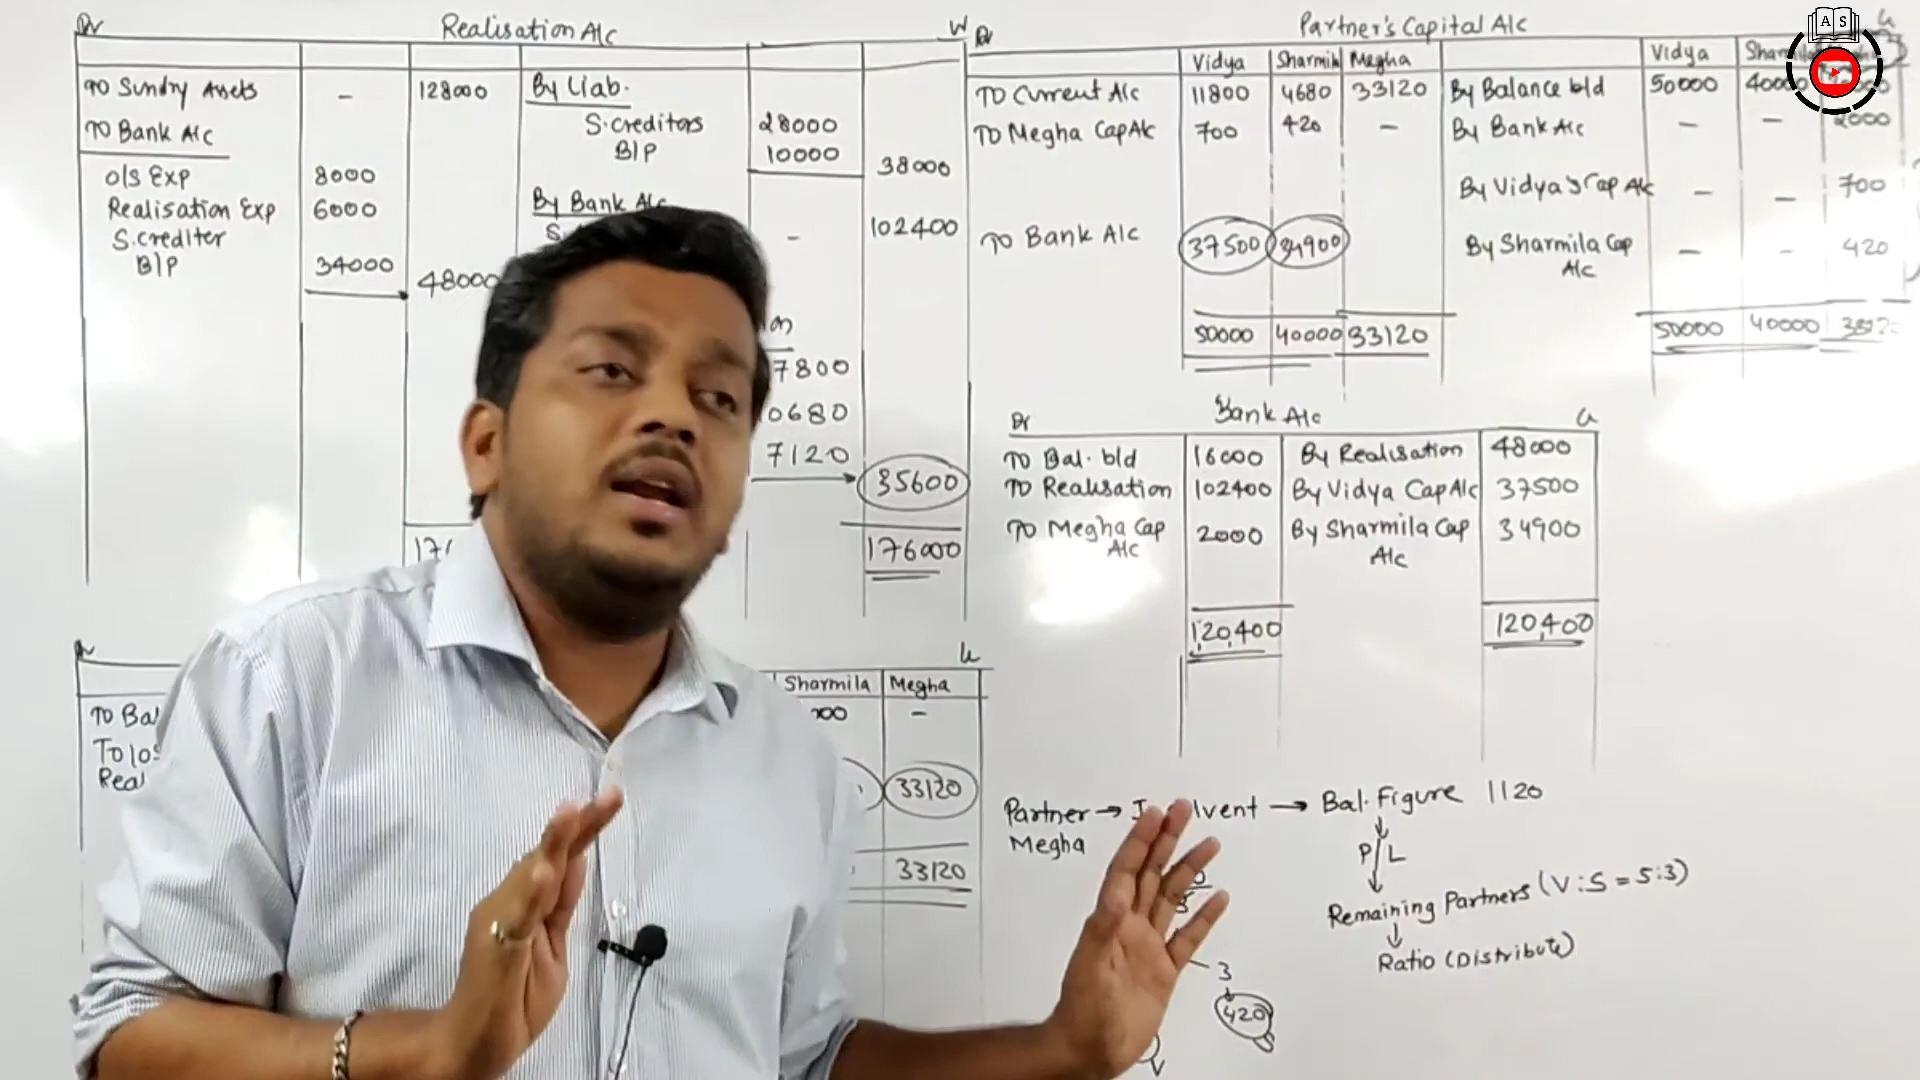 Dr Realisation A/c
To Sundry Assets - 128000 By Liab.
To Bank A/c S.creditors 28000
B/P 10000 38000
O/S Exp 8000
Realisation Exp 6000 By Bank A/c
S.crediter - 102400
B/P 34000 48000
7800
0680
7120 35600
176000
Dr Partner's Capital A/c
Vidya Sharmila Megha Vidya
To Current A/c 11800 4680 33120 By Balance b/d 50000 40000
To Megha Cap A/c 700 420 - By Bank A/c - - 2000
By Vidya's Cap A/c - - 700
To Bank A/c 37500 34900 By Sharmila Cap A/c - - 420
50000 40000 33120 50000 40000
Dr Bank A/c Cr
To Bal. b/d 16000 By Realisation 48000
To Realisation 102400 By Vidya Cap A/c 37500
To Megha Cap A/c 2000 By Sharmila Cap A/c 34900
120,400 120,400
Sharmila Megha
To Bal -
33120
33120
Partner → → Bal. Figure 1120
Megha
P/L
Remaining Partners (V:S = 5:3)
Ratio (Distribute)
3
420
V
A S